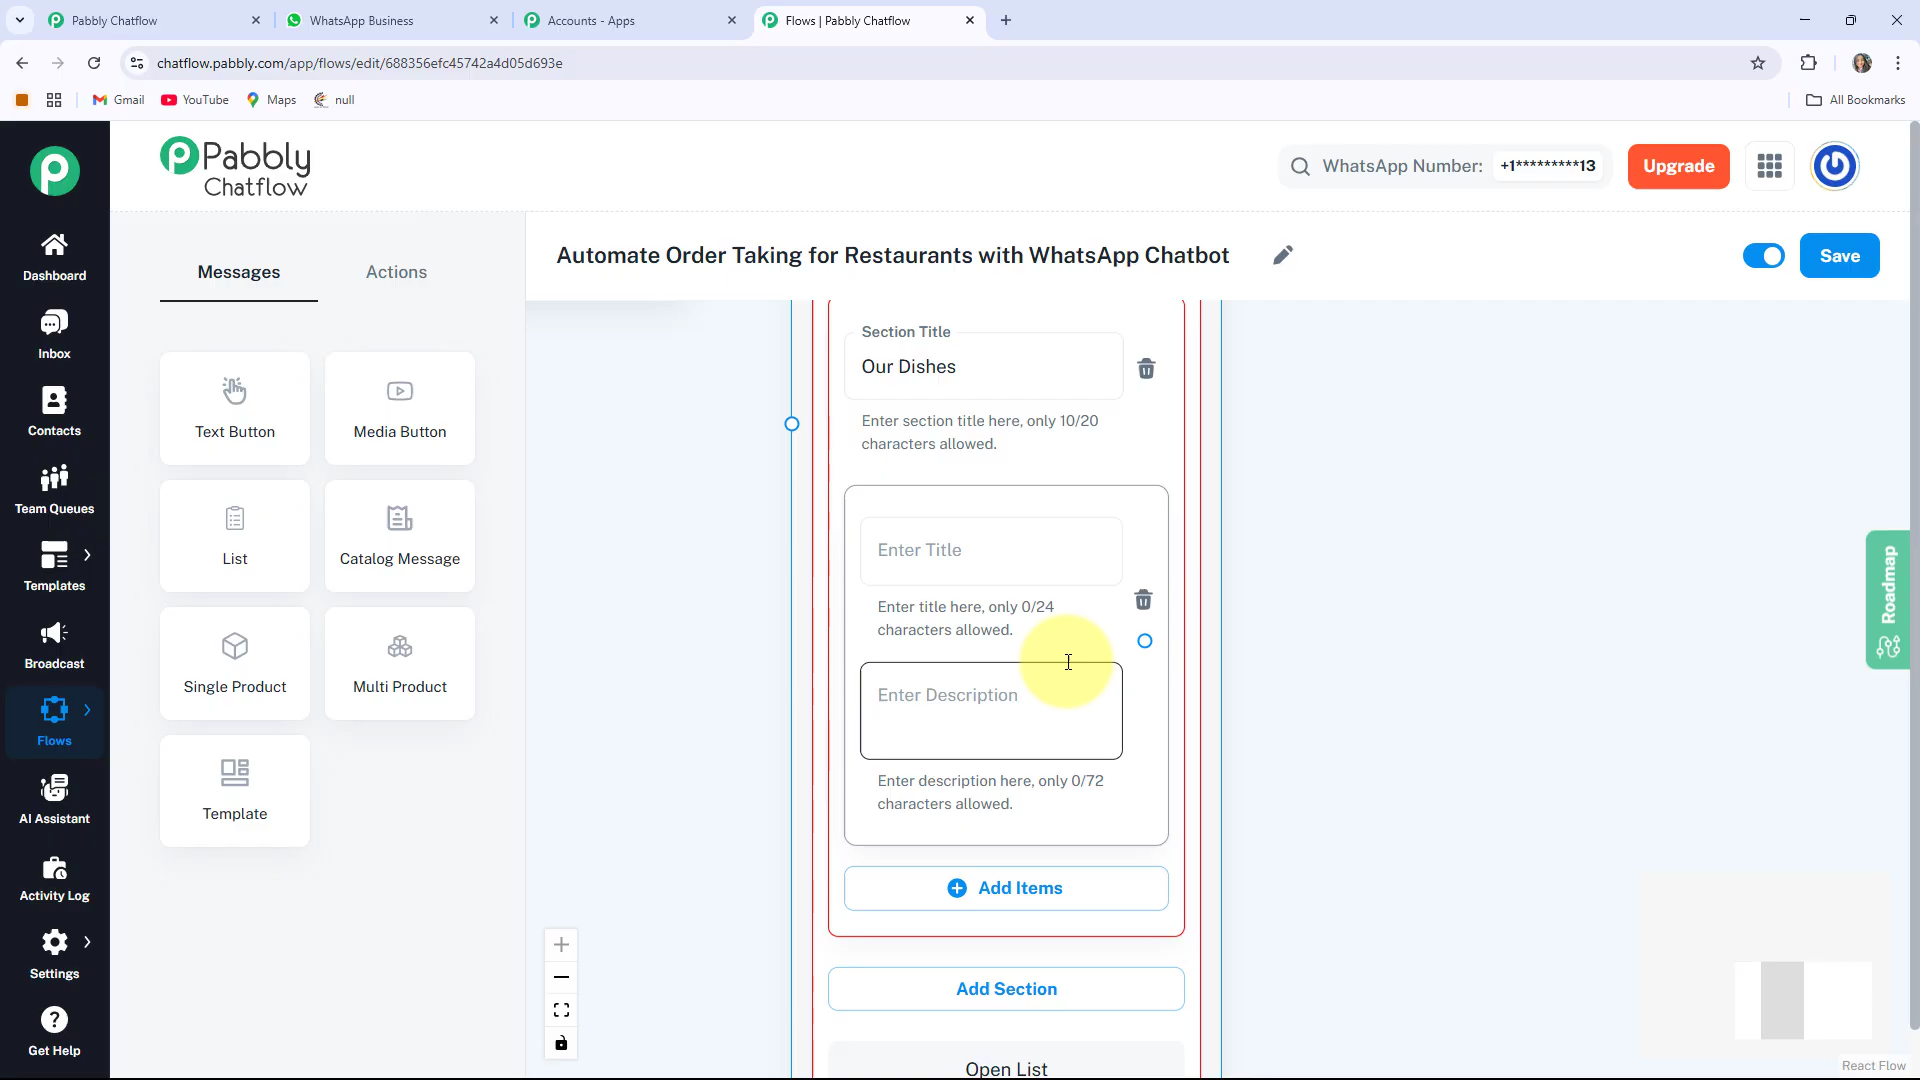 Pabbly Chatflow
WhatsApp Business
Accounts - Apps
Flows | Pabbly Chatflow
chatflow.pabbly.com/app/flows/edit/688356efc45742a4d05d693e
Gmail
YouTube
Maps
null
All Bookmarks
Pabbly
Chatflow
WhatsApp Number:
+1*********13
Upgrade
Dashboard
Inbox
Contacts
Team Queues
Templates
Broadcast
Flows
AI Assistant
Activity Log
Settings
Get Help
Messages
Actions
Text Button
Media Button
List
Catalog Message
Single Product
Multi Product
Template
Automate Order Taking for Restaurants with WhatsApp Chatbot
Save
Section Title
Our Dishes
Enter section title here, only 10/20
characters allowed.
Enter Title
Enter title here, only 0/24
characters allowed.
Enter Description
Enter description here, only 0/72
characters allowed.
Add Items
Add Section
Open List
Roadmap
React Flow